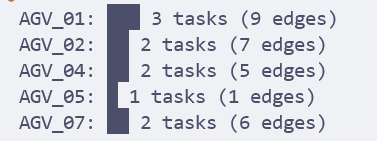 AGV_01: 3 tasks (9 edges)
AGV_02: 2 tasks (7 edges)
AGV_04: 2 tasks (5 edges)
AGV_05: 1 tasks (1 edges)
AGV_07: 2 tasks (6 edges)